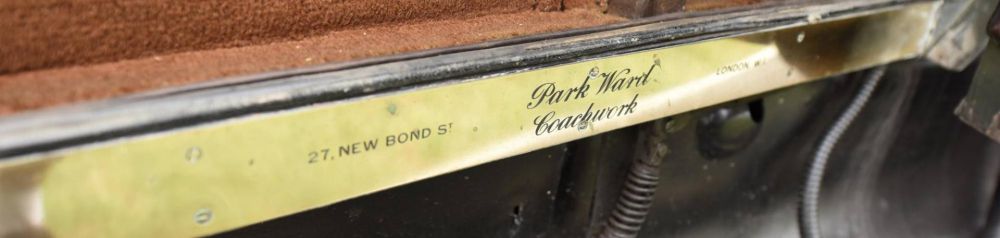 27, NEW BOND ST
Park Ward
Coachwork
LONDON W.1.